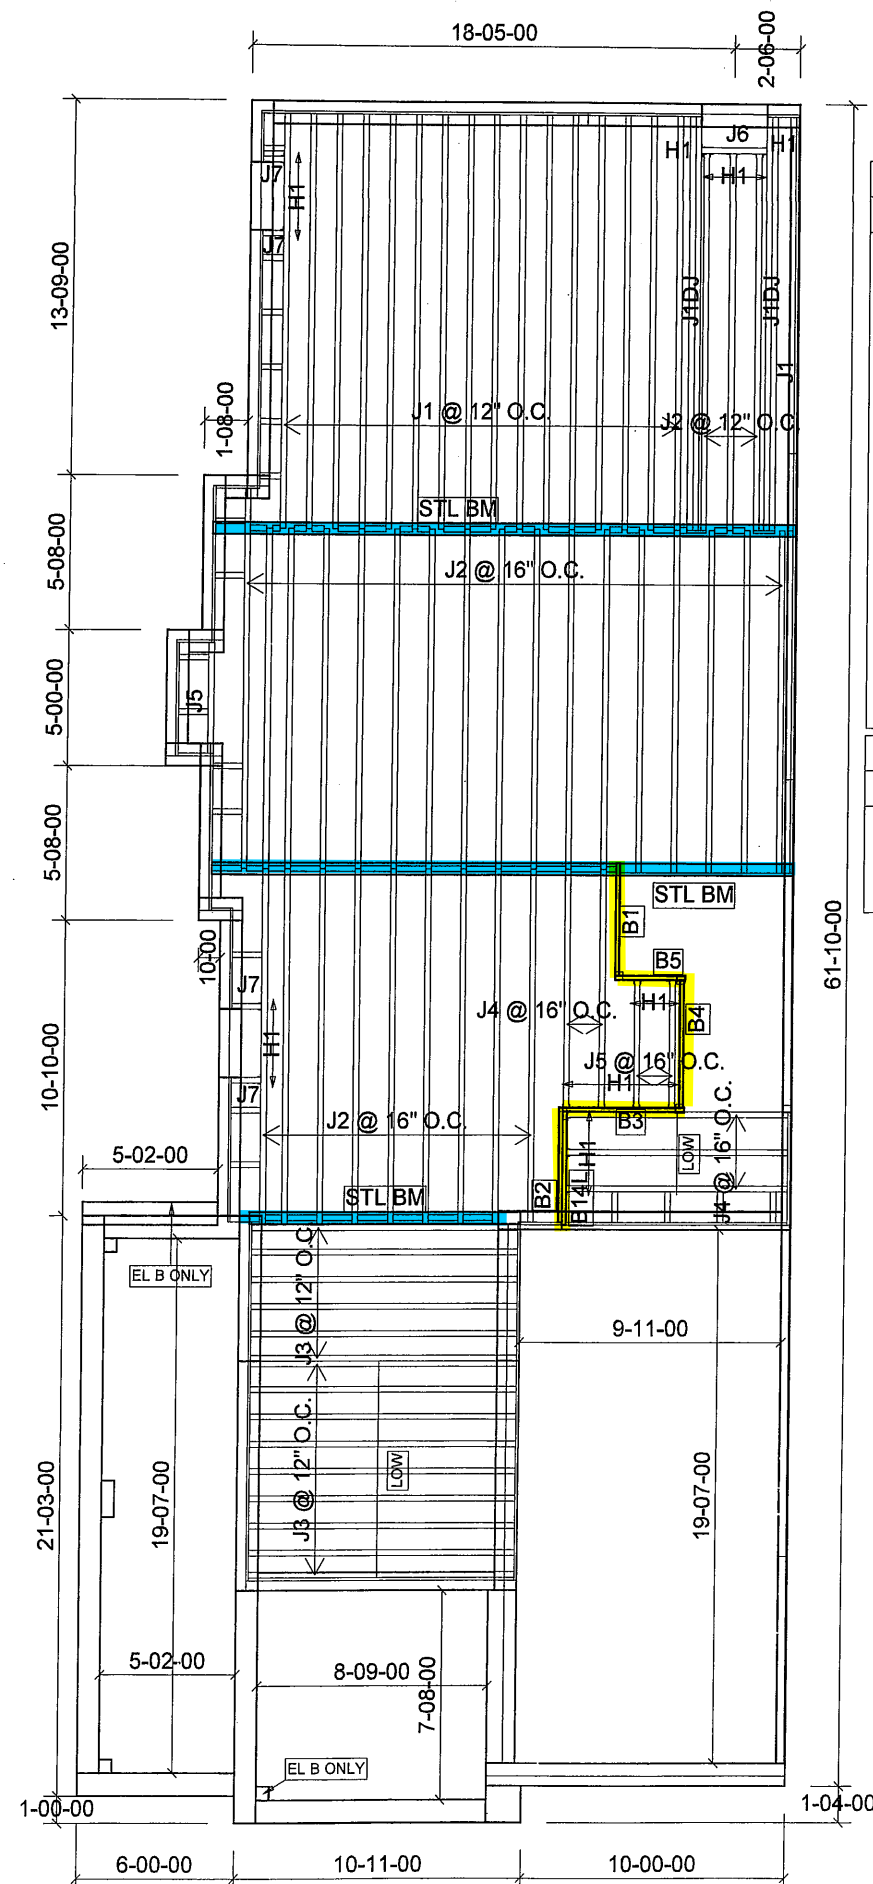 18-05-00
2-06-00
J6
H1
H1
H1
J7
H1
J7
13-09-00
J1DJ
J1DJ
J1
1-08-00
J1 @ 12" O.C.
J2 @ 12" O.C.
STL BM
5-08-00
J2 @ 16" O.C.
J5
5-00-00
5-08-00
STL BM
B1
10-00
B5
61-10-00
J7
H1
J4 @ 16" O.C.
H1
B4
J5 @ 16" O.C.
H1
10-10-00
J7
J2 @ 16" O.C.
B3
H1
LOW
J4 @ 16" O.C.
5-02-00
STL BM
B2
B14L
EL B ONLY
J3 @ 12" O.C.
9-11-00
J3 @ 12" O.C.
LOW
21-03-00
19-07-00
19-07-00
5-02-00
8-09-00
7-08-00
EL B ONLY
1-00-00
1-04-00
6-00-00
10-11-00
10-00-00